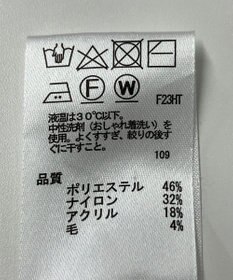 F
W
F23HT
液温は30℃以下。
中性洗剤(おしゃれ着洗い)を
使用。よくすすぎ、絞りの後す
ぐに干すこと。
109
品質
ポリエステル 46%
ナイロン 32%
アクリル 18%
毛 4%